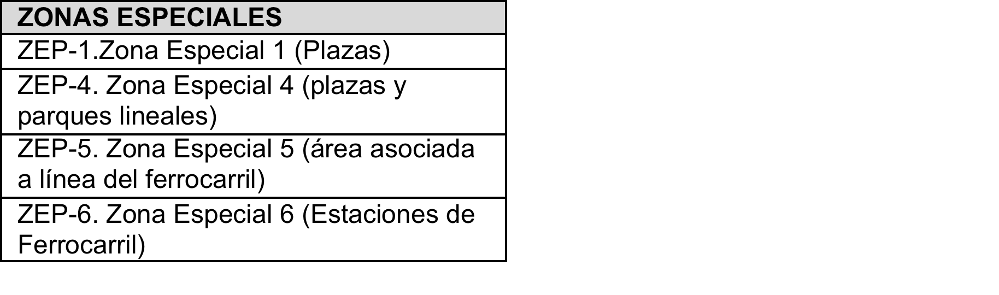 ZONAS ESPECIALES
ZEP-1.Zona Especial 1 (Plazas)
ZEP-4. Zona Especial 4 (plazas y
parques lineales)
ZEP-5. Zona Especial 5 (área asociada
a línea del ferrocarril)
ZEP-6. Zona Especial 6 (Estaciones de
Ferrocarril)